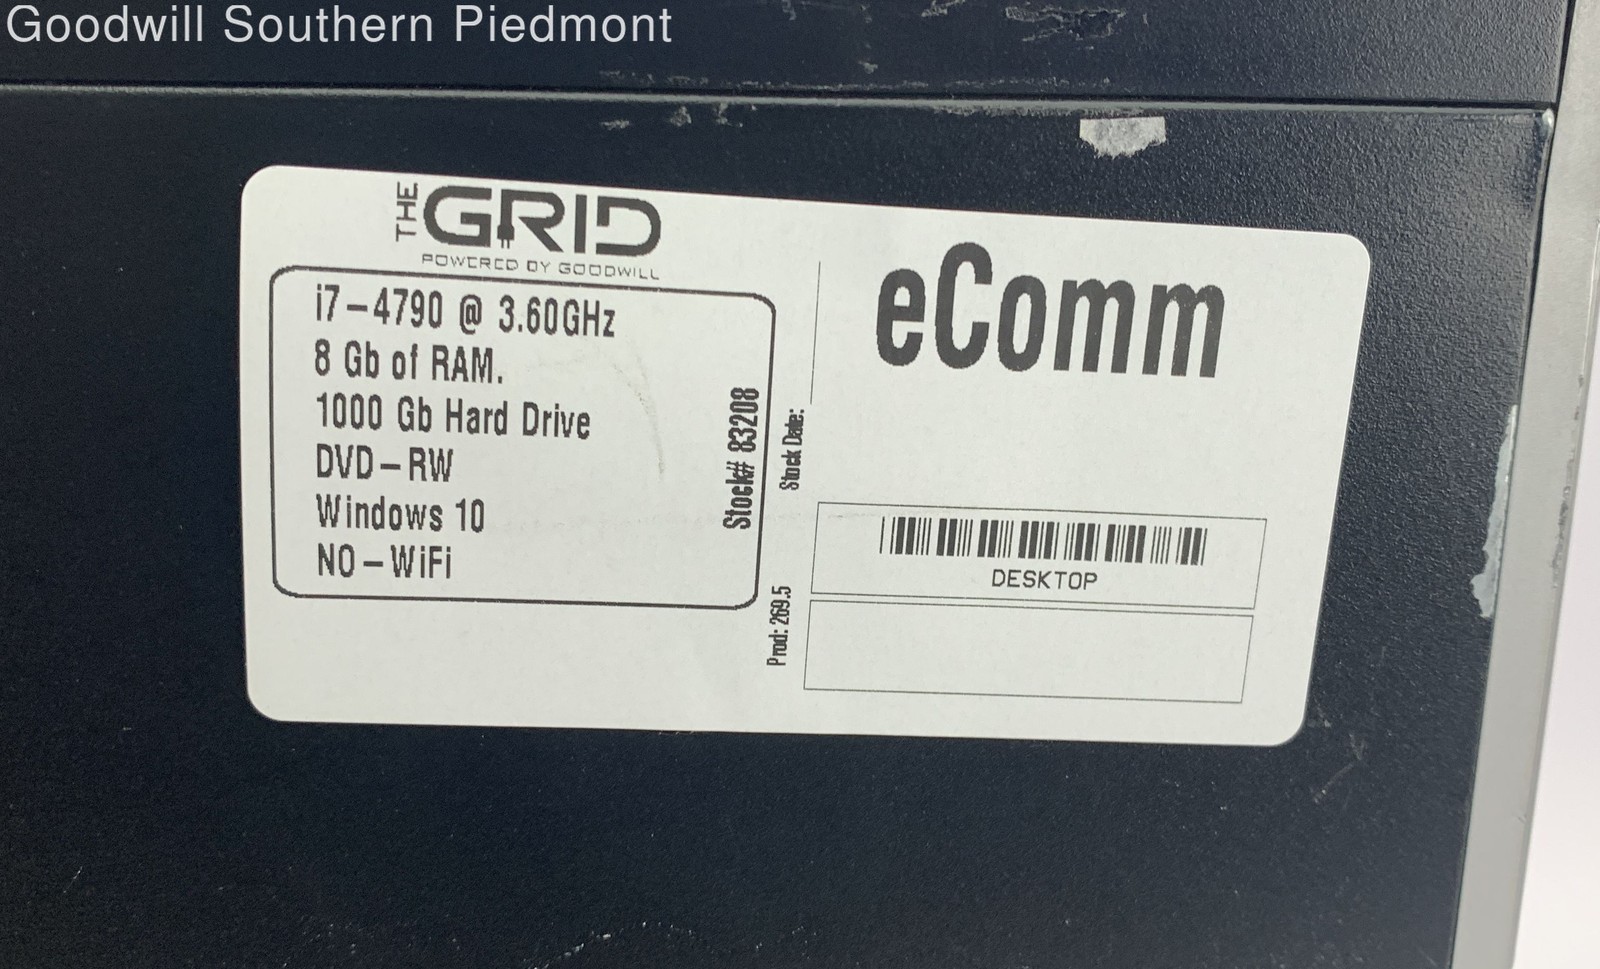 Goodwill Southern Piedmont
THE GRID
POWERED BY GOODWILL
i7-4790 @ 3.60GHz
8 Gb of RAM.
1000 Gb Hard Drive
DVD-RW
Windows 10
NO-WiFi
Stock# 83208
Stock Date:
Prod: 269.5
eComm
DESKTOP